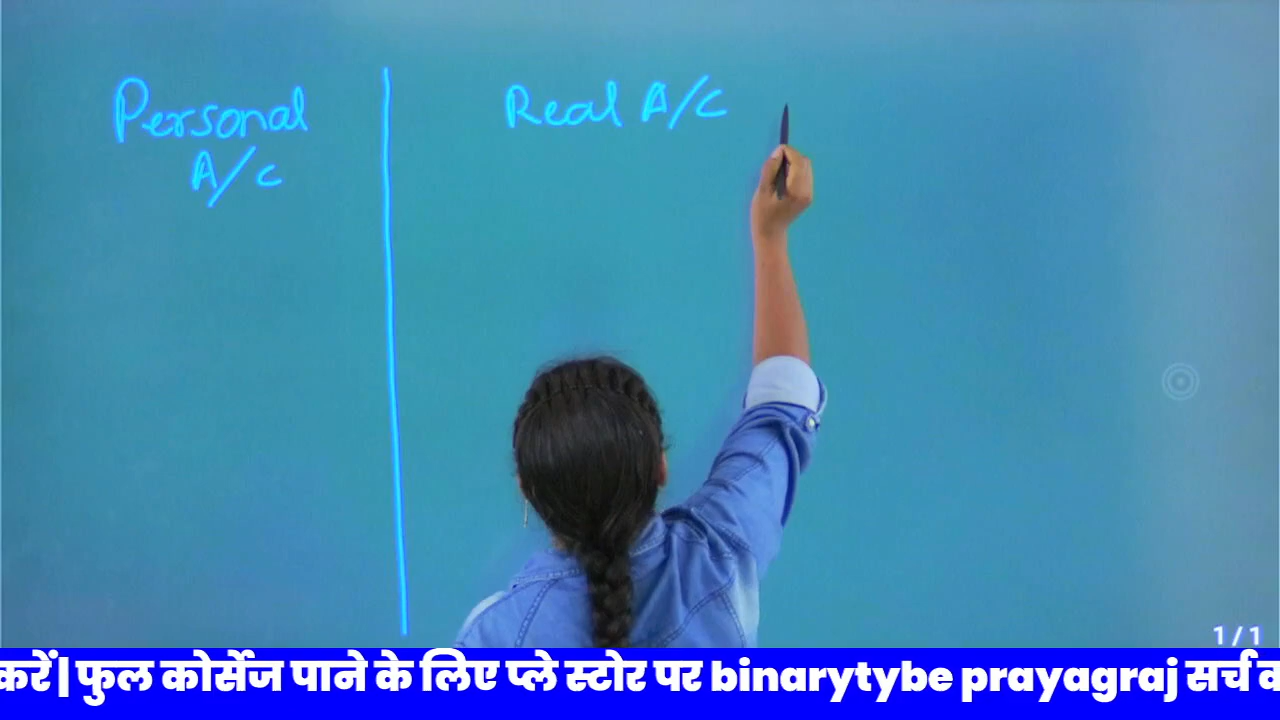 Personal
A/c
Real A/C
1/1
करें| फुल कोर्सेज पाने के लिए प्ले स्टोर पर binarytybe prayagraj सर्च